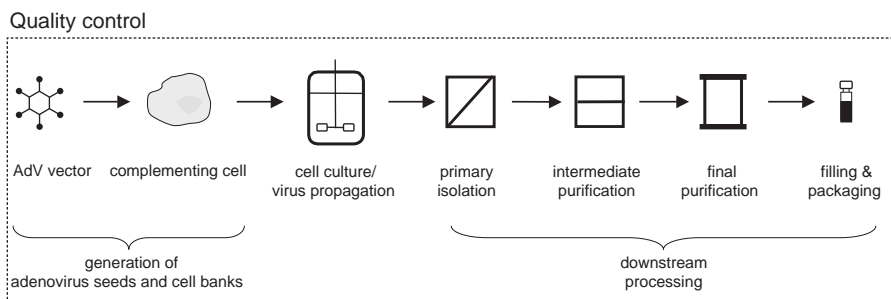 Quality control
AdV vector
complementing cell
cell culture/
virus propagation
primary
isolation
intermediate
purification
final
purification
filling &
packaging
generation of
adenovirus seeds and cell banks
downstream
processing